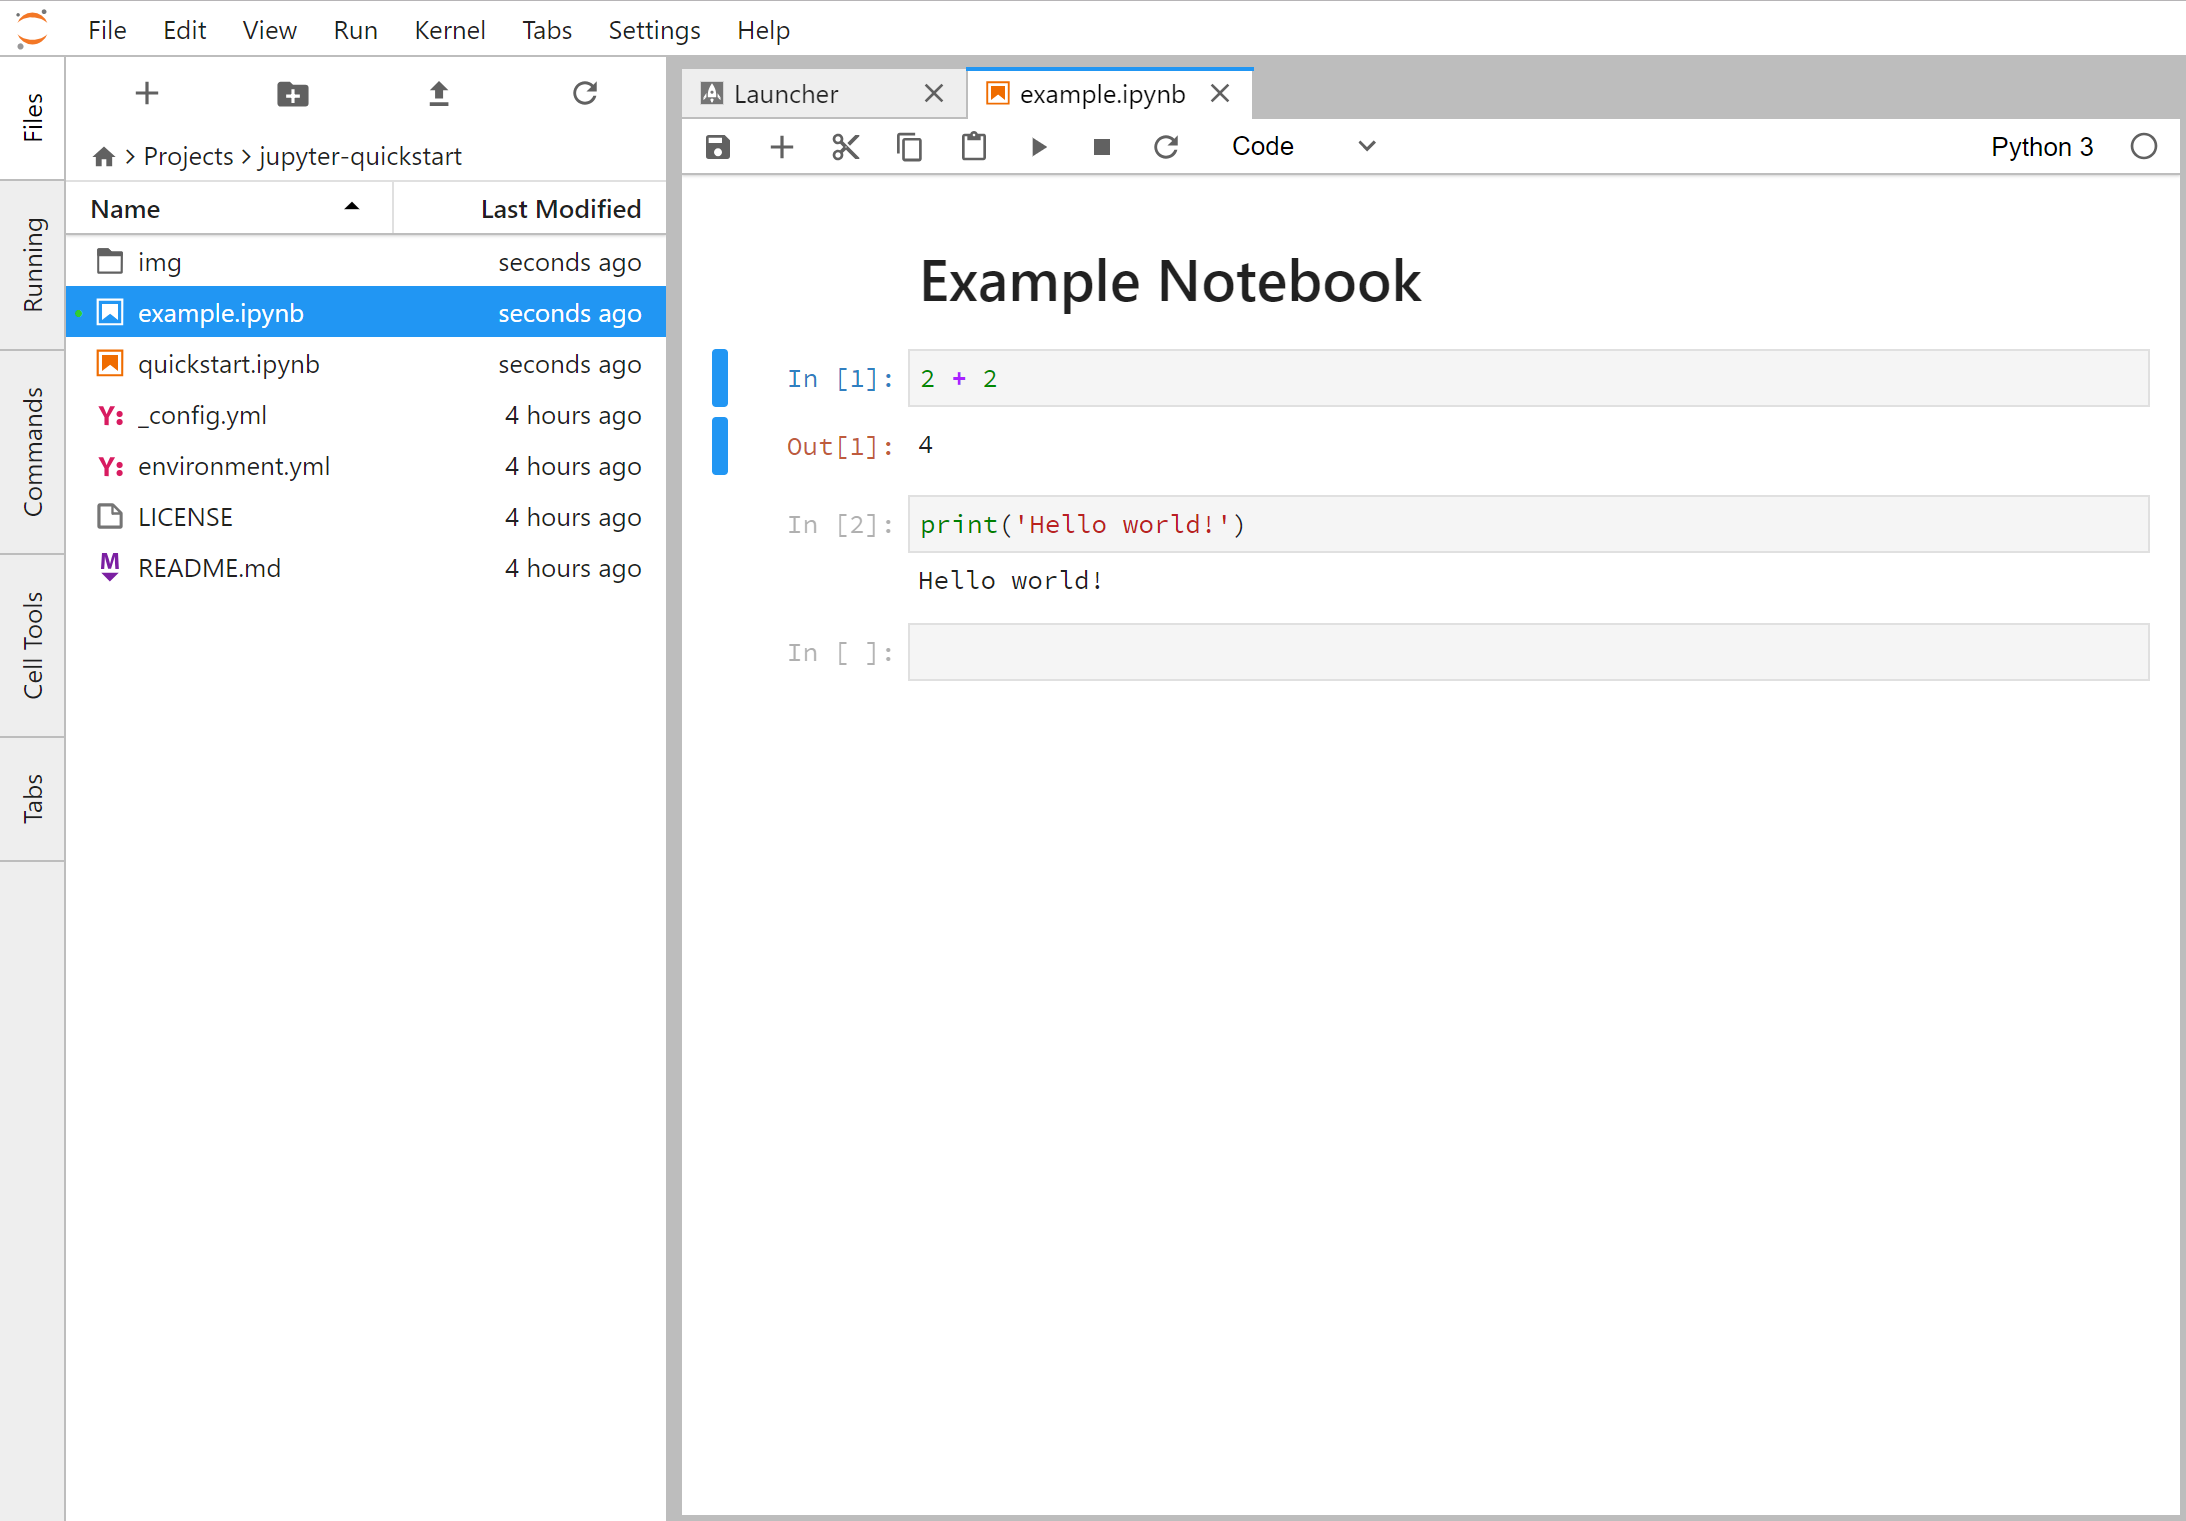 File Edit View Run Kernel Tabs Settings Help
Files
Running
Commands
Cell Tools
Tabs
Projects > jupyter-quickstart
Name Last Modified
img seconds ago
example.ipynb seconds ago
quickstart.ipynb seconds ago
Y: _config.yml 4 hours ago
Y: environment.yml 4 hours ago
LICENSE 4 hours ago
M README.md 4 hours ago
Launcher example.ipynb
Code Python 3
Example Notebook
In [1]: 2 + 2
Out[1]: 4
In [2]: print('Hello world!')
Hello world!
In [ ]: